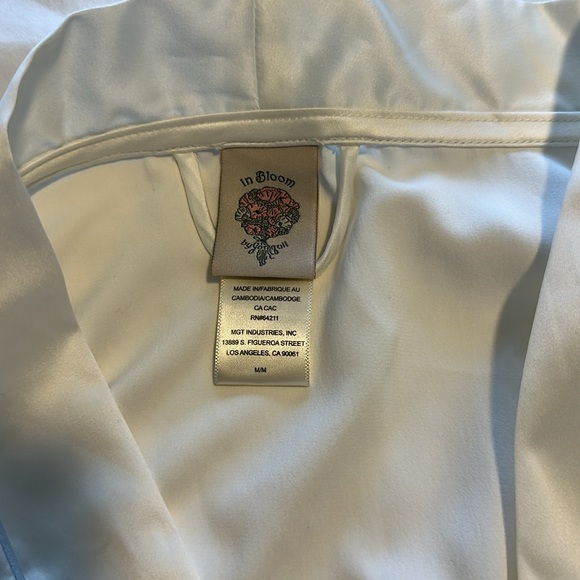 In Bloom
by
MADE IN/FABRIQUE AU
CAMBODIA/CAMBODGE
CA CAC
RN#64211
MGT INDUSTRIES, INC
13889 S. FIGUEROA STREET
LOS ANGELES, CA 90061
M/M